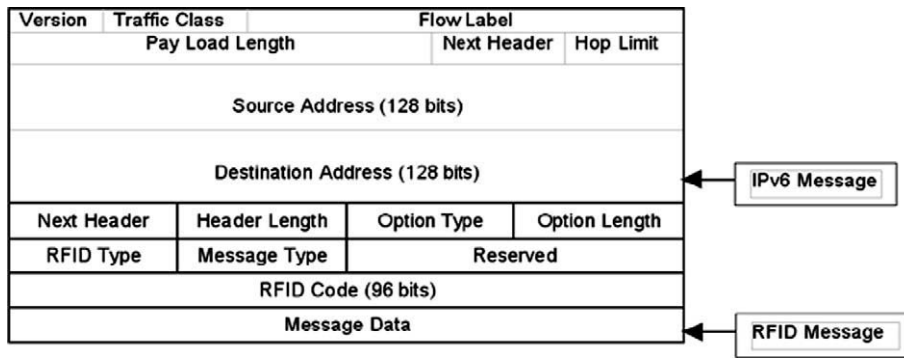 Version Traffic Class Flow Label
Pay Load Length Next Header Hop Limit
Source Address (128 bits)
Destination Address (128 bits)
IPv6 Message
Next Header Header Length Option Type Option Length
RFID Type Message Type Reserved
RFID Code (96 bits)
Message Data
RFID Message